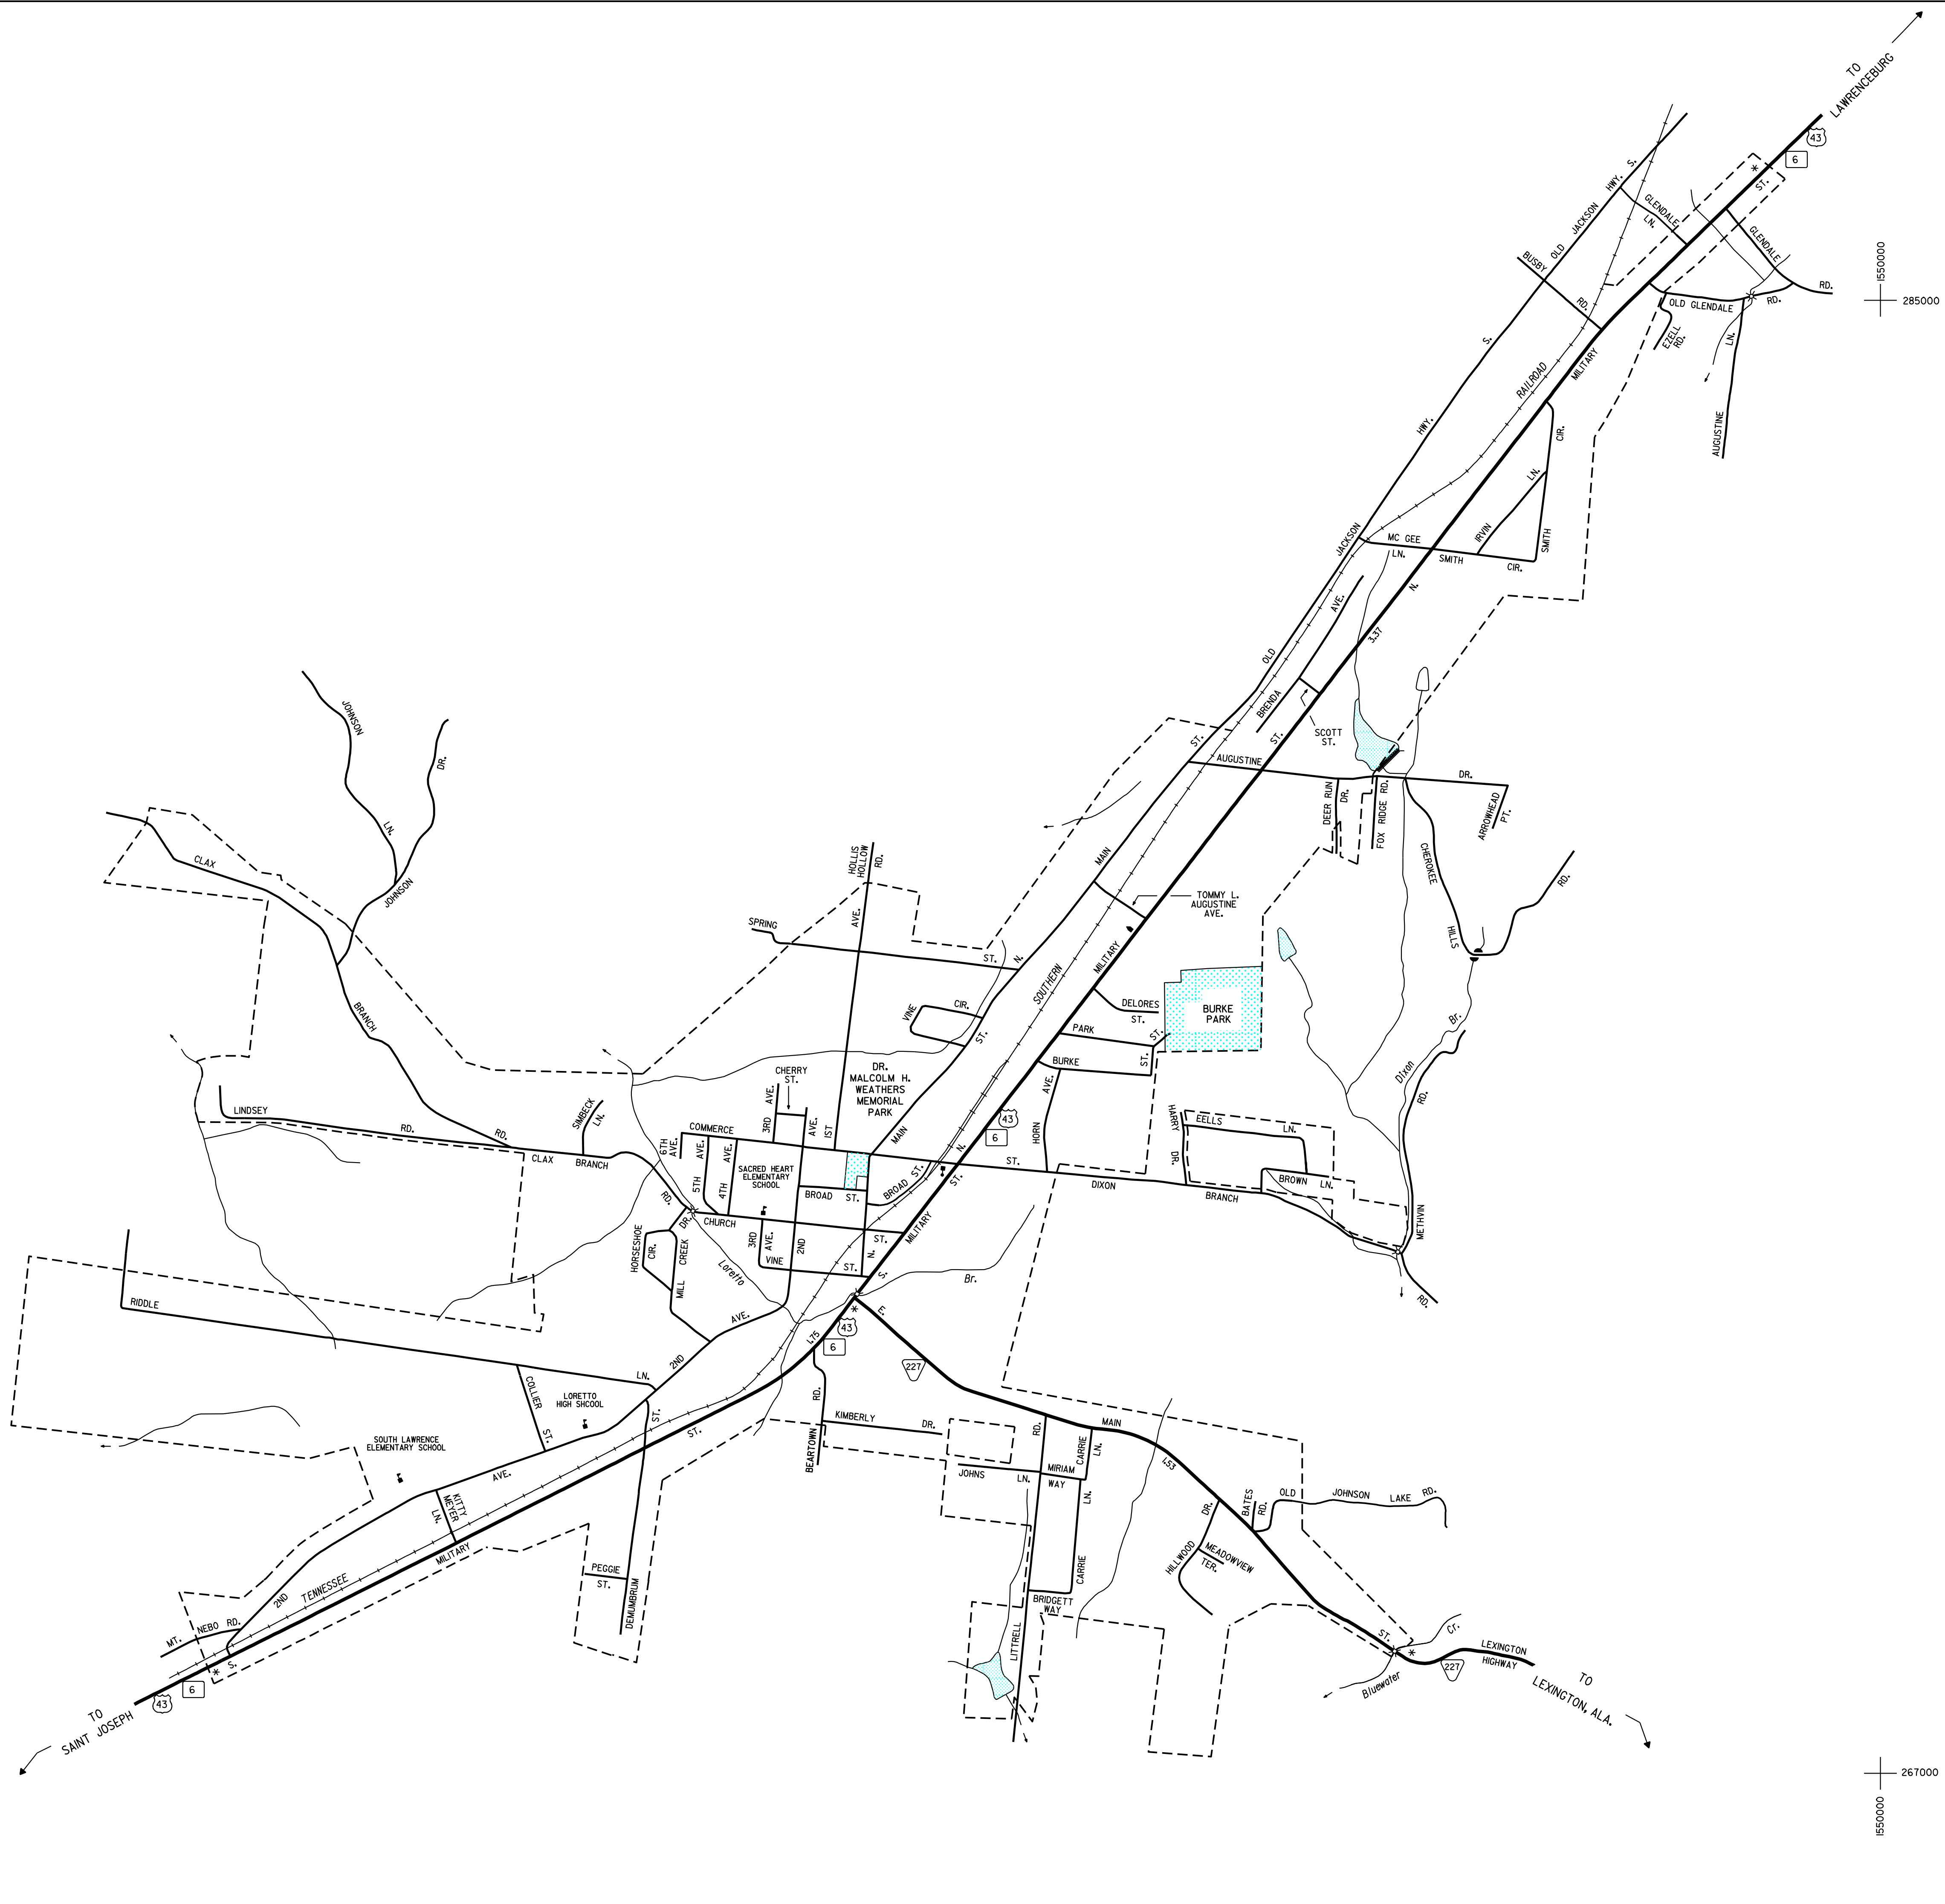 TO
LAWRENCEBURG
43
6
ST.
HWY. S.
JACKSON
OLD
GLENDALE
LN.
GLENDALE
RD.
1550000
285000
BUSBY
RD.
OLD GLENDALE
RD.
EZELL
RD.
LN.
AUGUSTINE
S.
HWY.
RAILROAD
MILITARY
CIR.
LN.
IRVIN
SMITH
JACKSON
MC GEE
LN.
SMITH
CIR.
N.
AVE.
3.37
OLD
BRENDA
SCOTT
ST.
ST.
ST.
AUGUSTINE
DR.
DEER RUN
DR.
FOX RIDGE RD.
ARROWHEAD
PT.
JOHNSON
DR.
LN.
JOHNSON
CLAX
BRANCH
HOLLIS
HOLLOW
RD.
AVE.
MAIN
CHEROKEE
HILLS
RD.
TOMMY L.
AUGUSTINE
AVE.
SPRING
ST.
N.
MILITARY
SOUTHERN
VINE
CIR.
ST.
DELORES
ST.
BURKE
PARK
PARK
ST.
ST.
BURKE
AVE.
HORN
Dixon
Br.
RD.
METHVIN
DR.
MALCOLM H.
WEATHERS
MEMORIAL
PARK
CHERRY
ST.
3RD
AVE.
AVE.
1ST
MAIN
43
6
LINDSEY
RD.
RD.
SIMBECK
LN.
CLAX
BRANCH
RD.
6TH
AVE.
COMMERCE
5TH
AVE.
4TH
AVE.
SACRED HEART
ELEMENTARY
SCHOOL
BROAD
ST.
BROAD
ST.
N.
ST.
ST.
DIXON
BRANCH
HARRY
DR.
EELLS
LN.
BROWN
LN.
RD.
CHURCH
ST.
MILITARY
HORSESHOE
CIR.
DR.
CREEK
MILL
3RD
AVE.
2ND
VINE
ST.
N.
S.
Loretto
Br.
AVE.
2ND
1.75
43
6
E.
227
RIDDLE
LN.
COLLIER
ST.
LORETTO
HIGH SHCOOL
SOUTH LAWRENCE
ELEMENTARY SCHOOL
AVE.
ST.
ST.
RD.
BEARTOWN
KIMBERLY
DR.
JOHNS
LN.
RD.
MIRIAM
WAY
CARRIE
LN.
LN.
CARRIE
MAIN
1.53
DR.
HILLWOOD
MEADOWVIEW
TER.
BATES
RD.
OLD
JOHNSON
LAKE
RD.
KITTY
MEYER
LN.
MILITARY
TENNESSEE
2ND
MT.
NEBO
RD.
S.
6
43
PEGGIE
ST.
DEMUMBRUM
BRIDGETT
WAY
LITTRELL
ST.
Cr.
Bluewater
227
LEXINGTON
HIGHWAY
TO
LEXINGTON, ALA.
TO
SAINT JOSEPH
267000
1550000